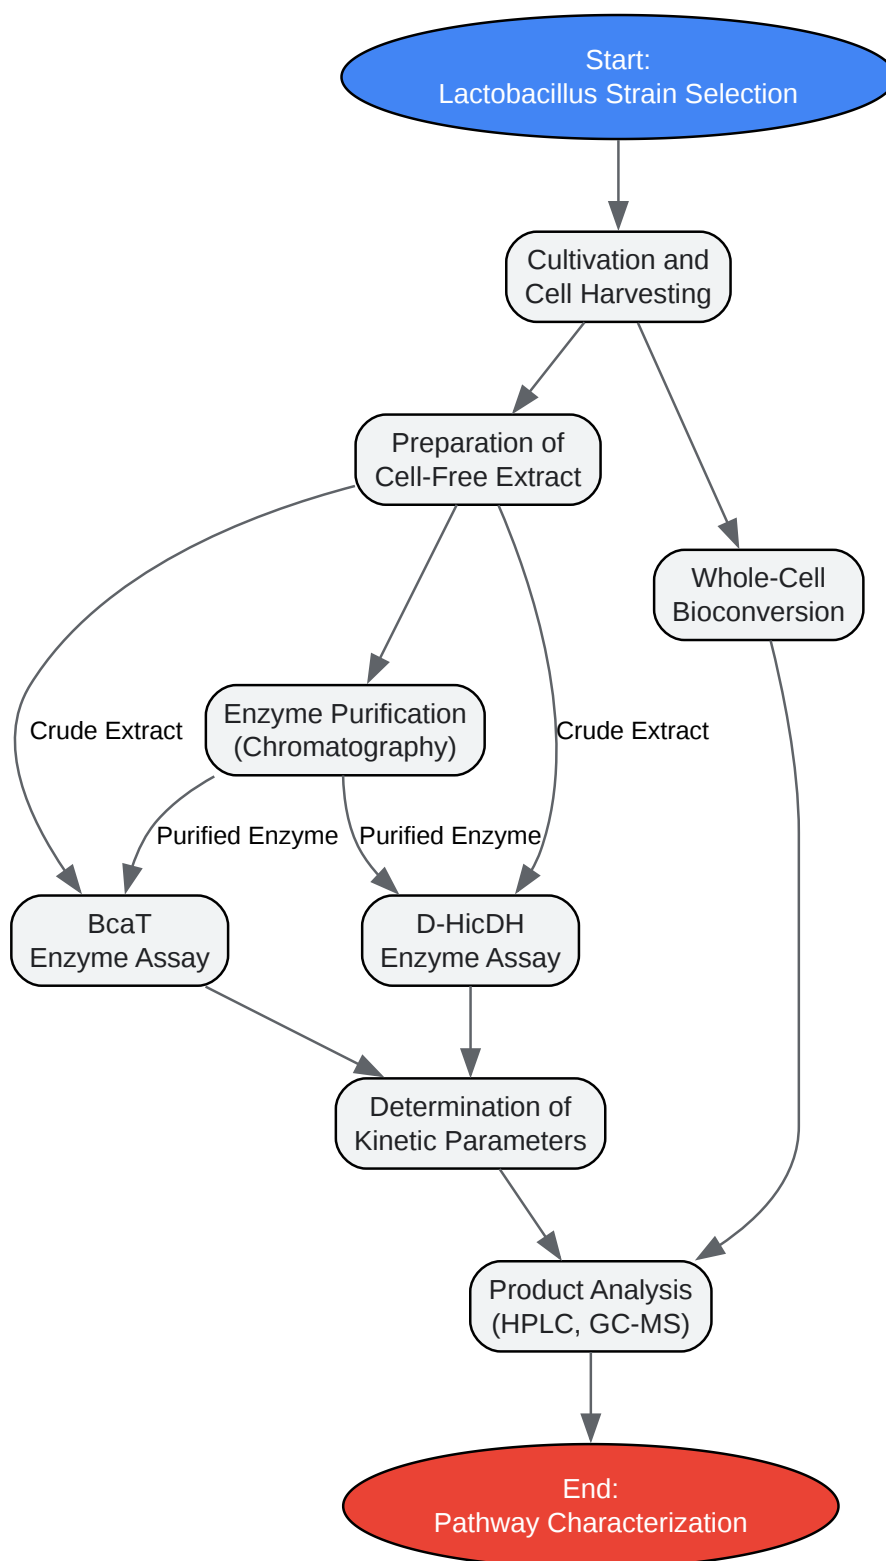 Start:
Lactobacillus Strain Selection
Cultivation and
Cell Harvesting
Preparation of
Cell-Free Extract
Whole-Cell
Bioconversion
Enzyme Purification
(Chromatography)
Crude Extract
Crude Extract
Purified Enzyme
Purified Enzyme
BcaT
Enzyme Assay
D-HicDH
Enzyme Assay
Determination of
Kinetic Parameters
Product Analysis
(HPLC, GC-MS)
End:
Pathway Characterization